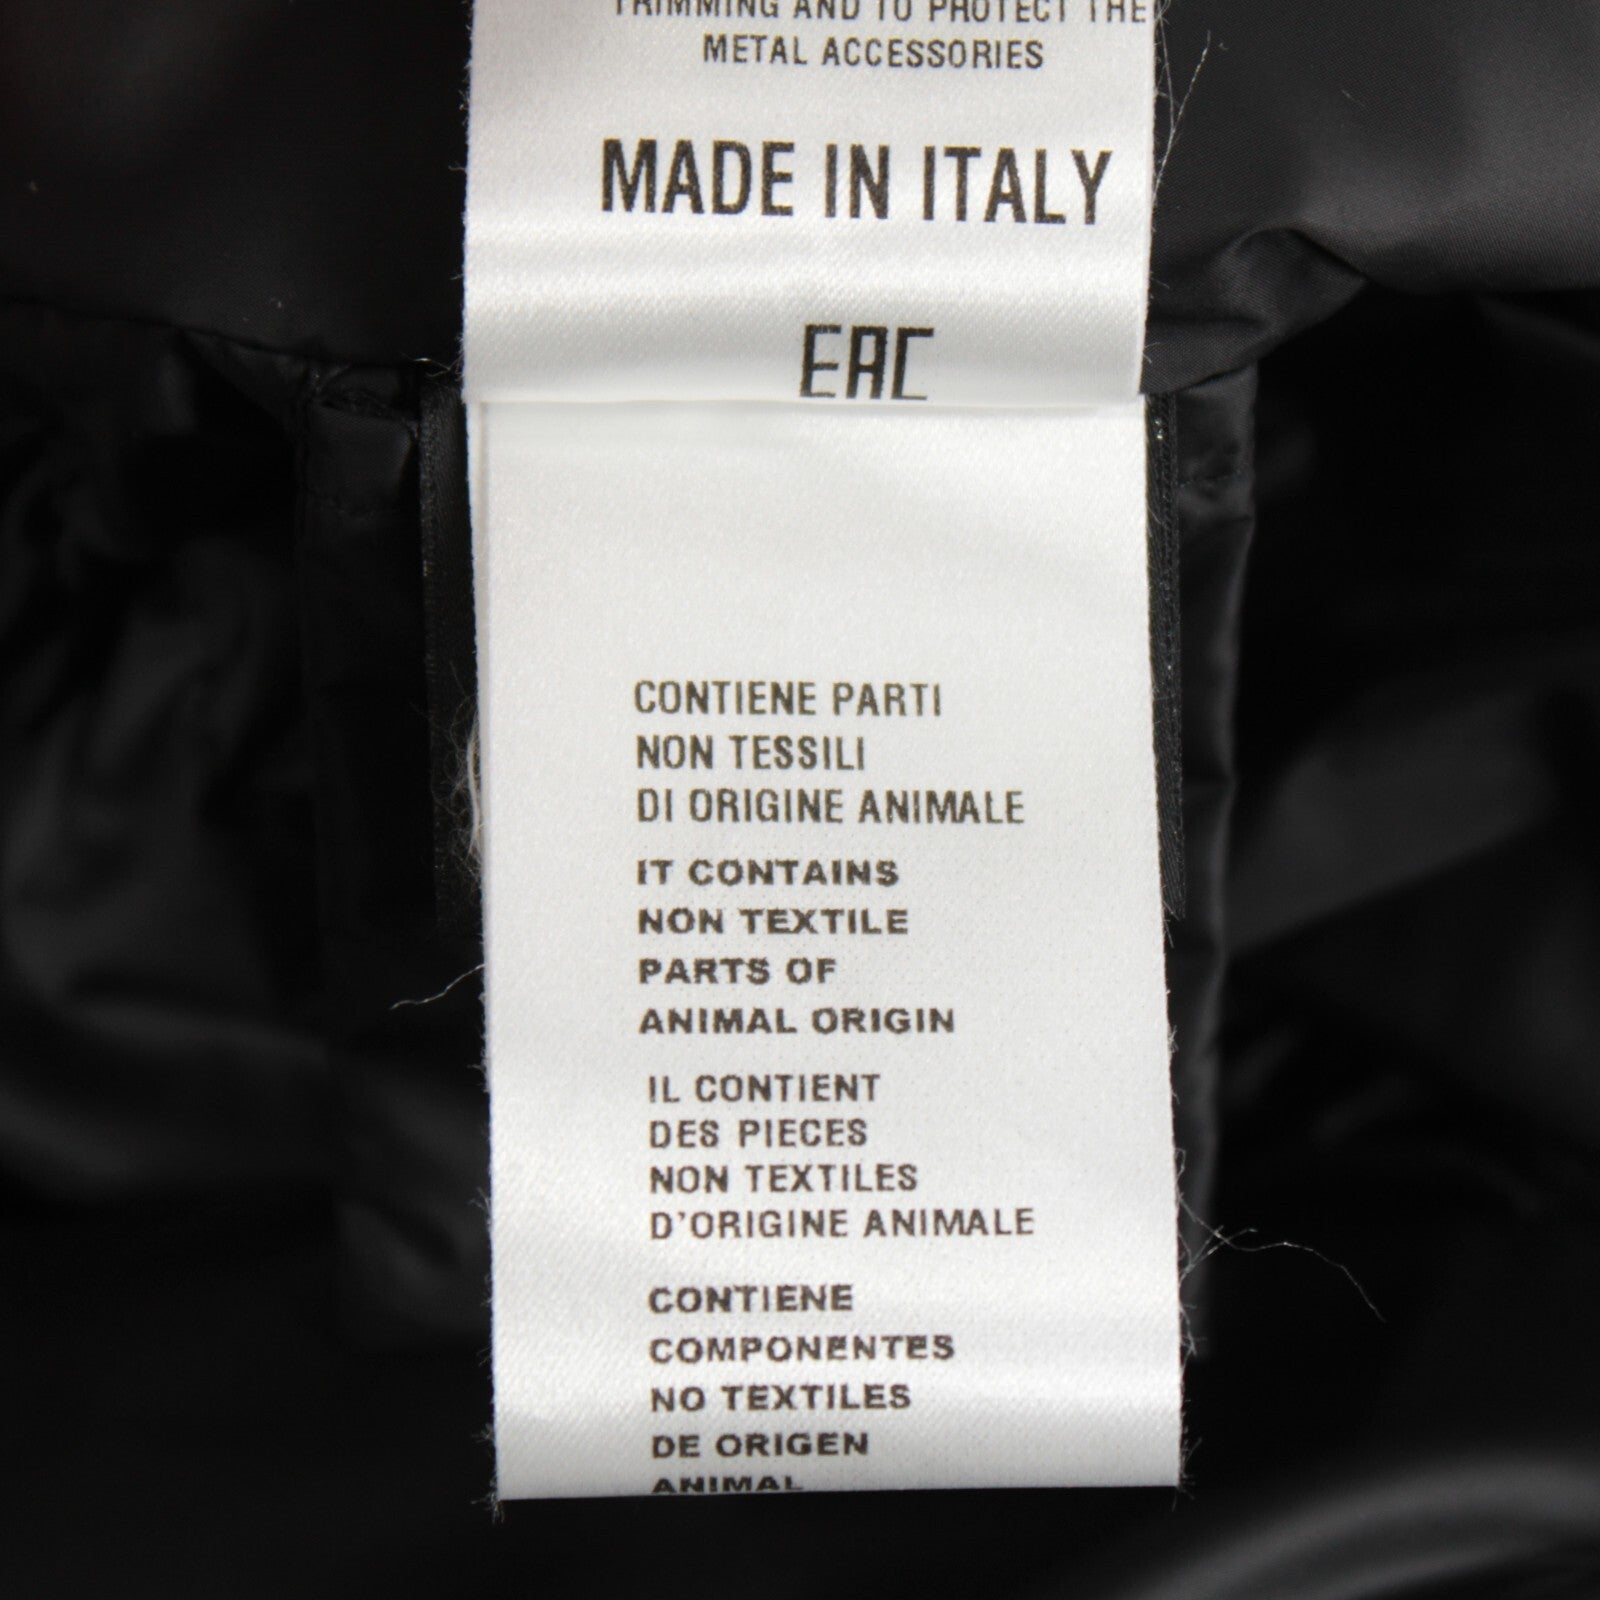 TRIMMING AND TO PROTECT THE
METAL ACCESSORIES
MADE IN ITALY
EAC
CONTIENE PARTI
NON TESSILI
DI ORIGINE ANIMALE
IT CONTAINS
NON TEXTILE
PARTS OF
ANIMAL ORIGIN
IL CONTIENT
DES PIECES
NON TEXTILES
D'ORIGINE ANIMALE
CONTIENE
COMPONENTES
NO TEXTILES
DE ORIGEN
ANIMAL